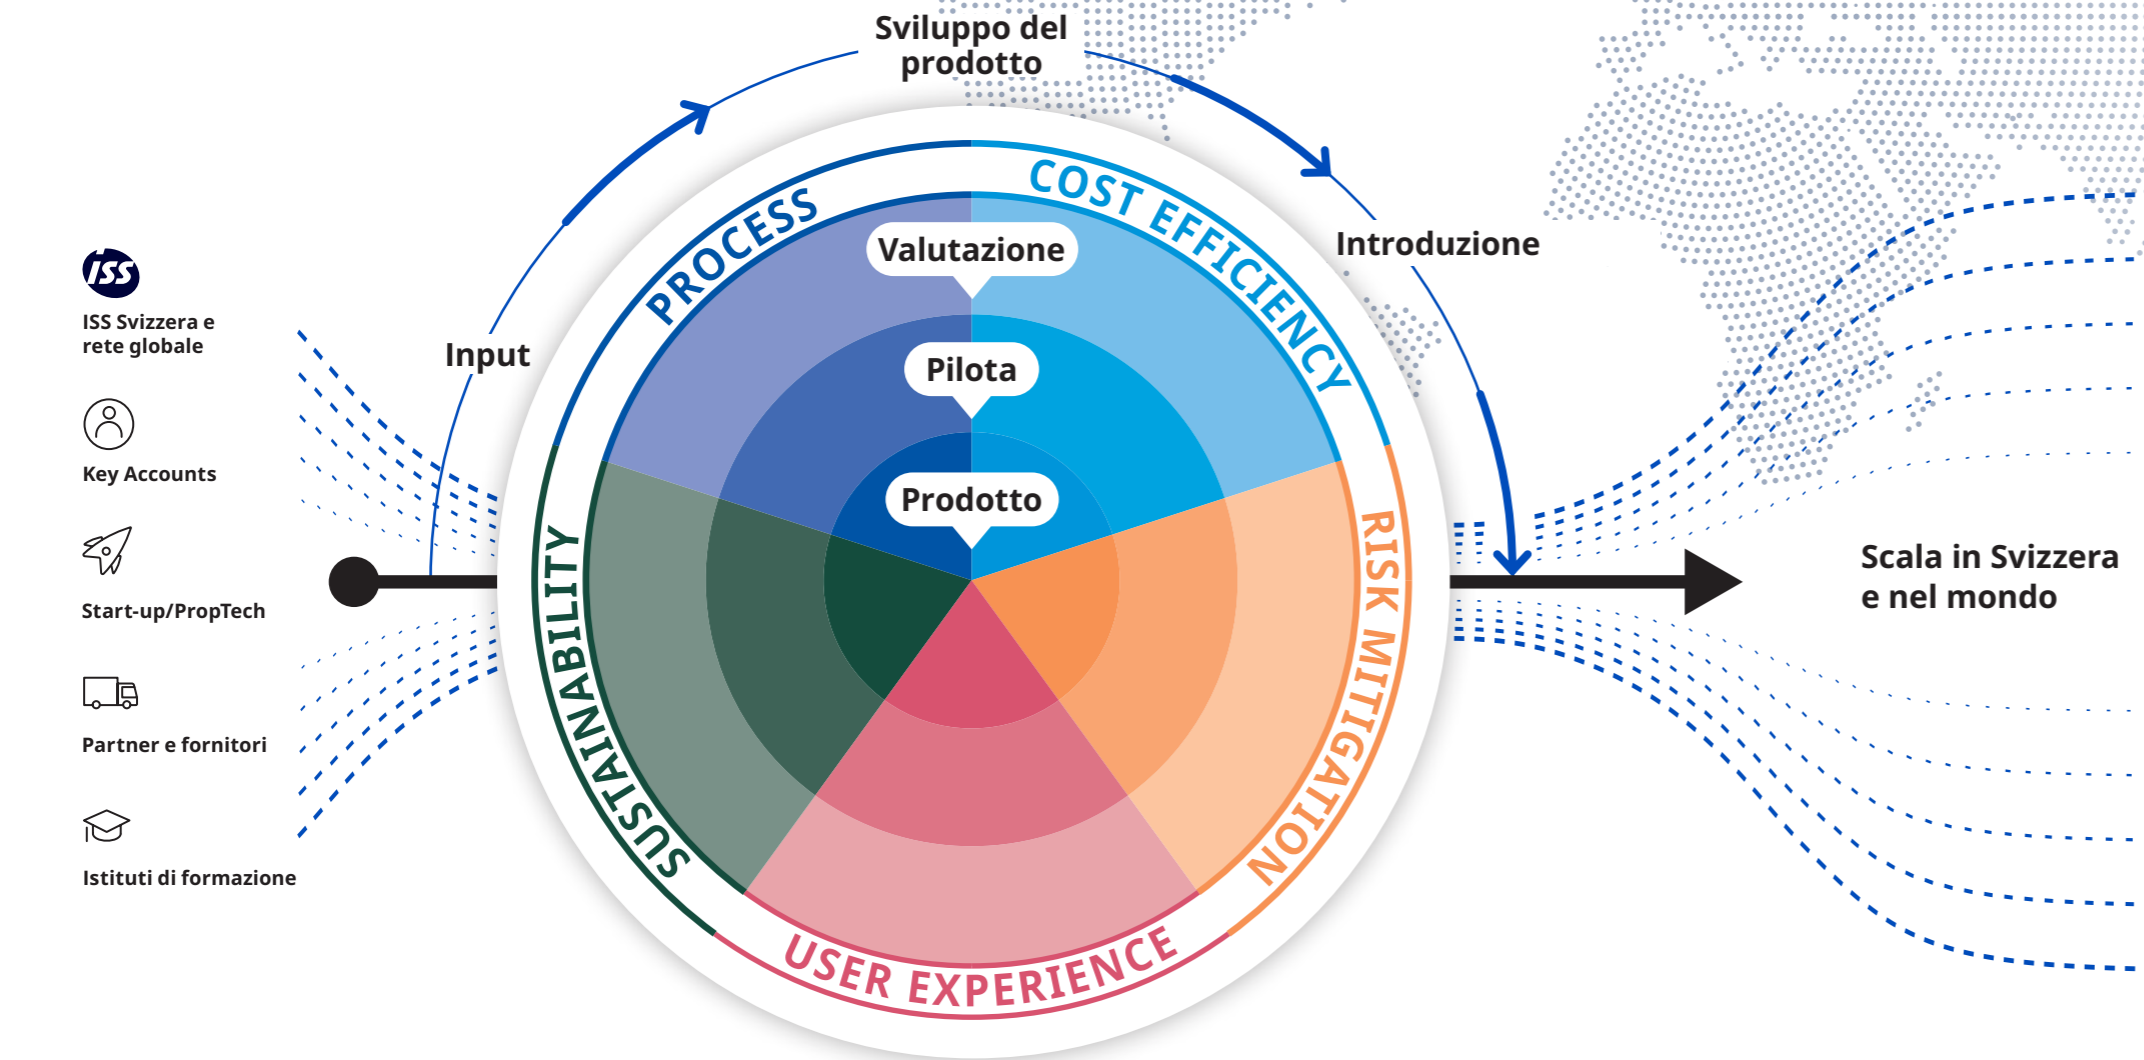 Sviluppo del
prodotto
Input
Introduzione
iss
ISS Svizzera e
rete globale
Key Accounts
Start-up/PropTech
Partner e fornitori
Istituti di formazione
PROCESS
COST EFFICIENCY
RISK MITIGATION
USER EXPERIENCE
SUSTAINABILITY
Valutazione
Pilota
Prodotto
Scala in Svizzera
e nel mondo